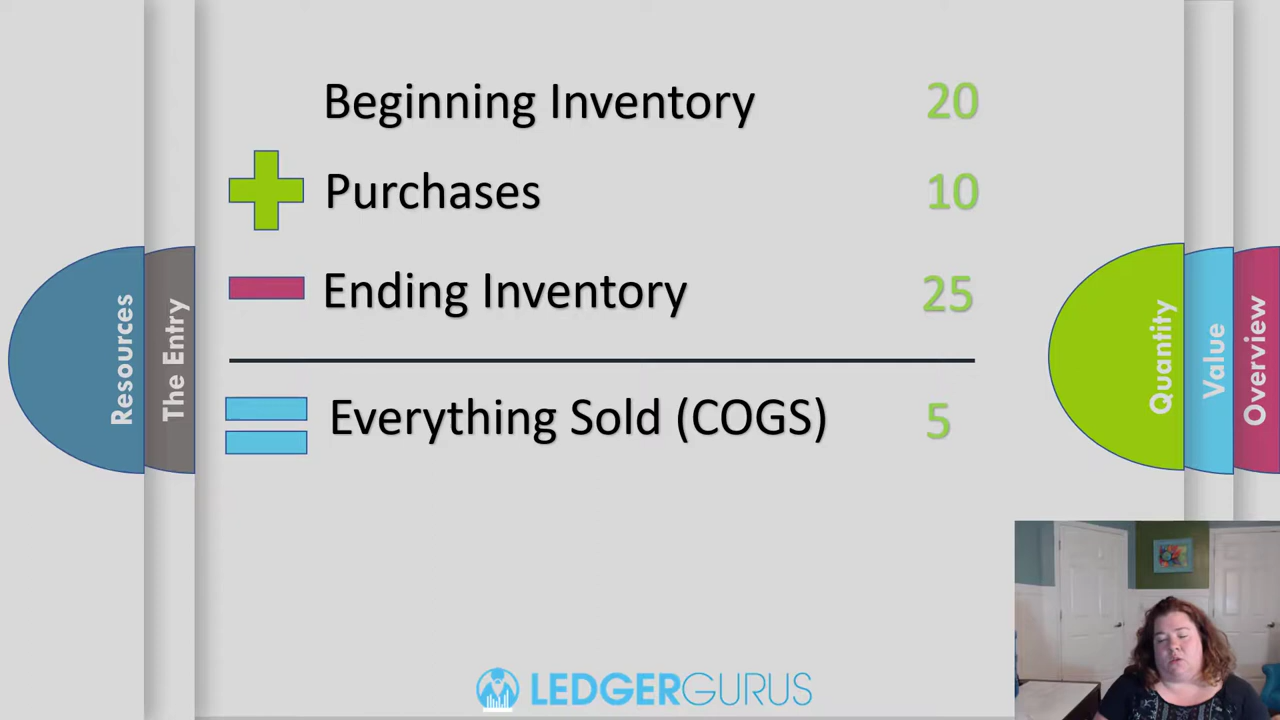 Beginning Inventory 20
Purchases 10
Ending Inventory 25
Everything Sold (COGS) 5
Resources
The Entry
Quantity
Value
Overview
LEDGERGURUS